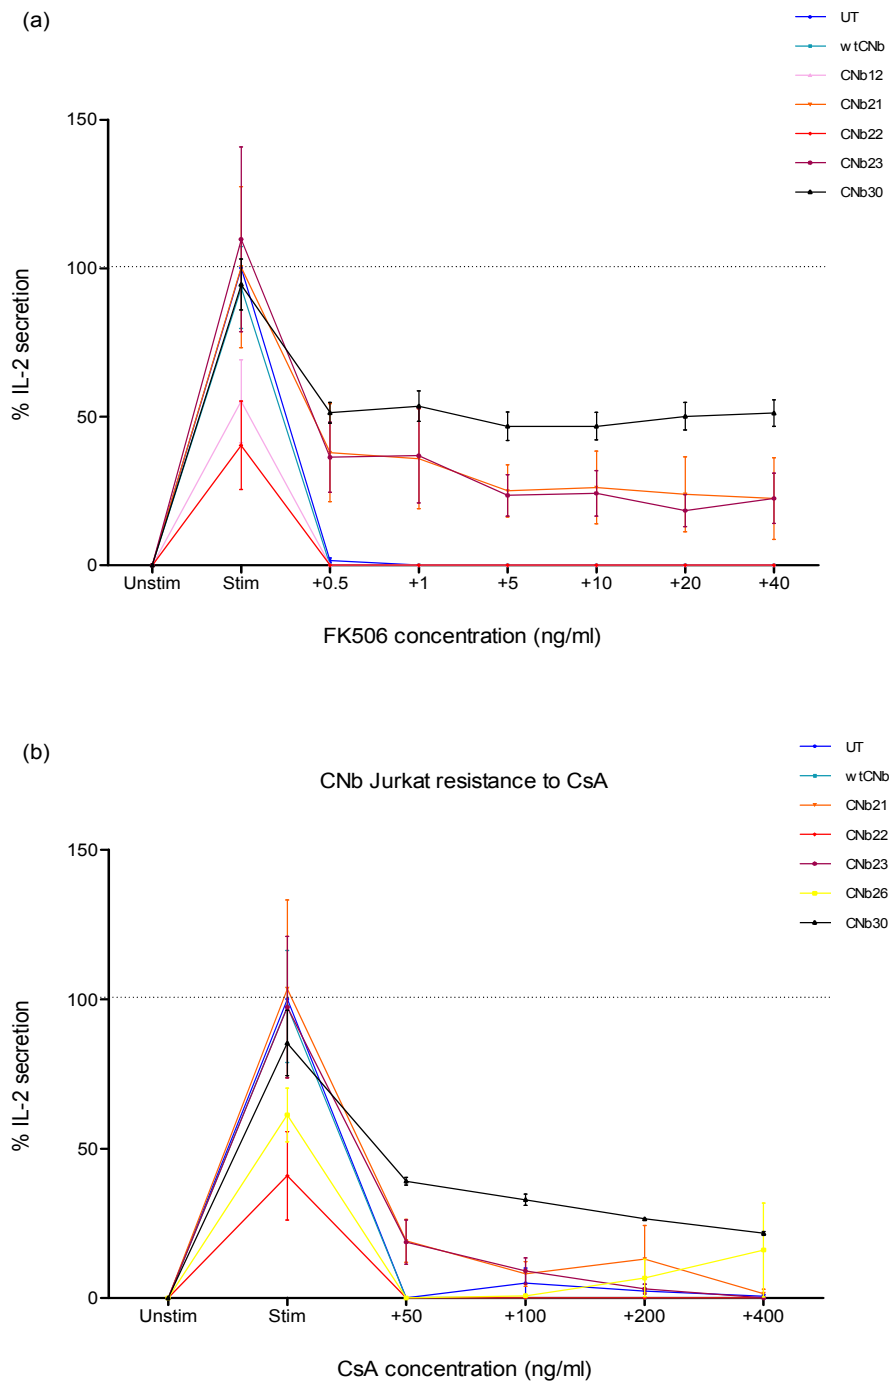 (a)
UT
w tCNb
CNb12
CNb21
CNb22
CNb23
CNb30
150
100
50
0
% IL-2 secretion
Unstim Stim +0.5 +1 +5 +10 +20 +40
FK506 concentration (ng/ml)
(b)
CNb Jurkat resistance to CsA
UT
w tCNb
CNb21
CNb22
CNb23
CNb26
CNb30
150
100
50
0
% IL-2 secretion
Unstim Stim +50 +100 +200 +400
CsA concentration (ng/ml)